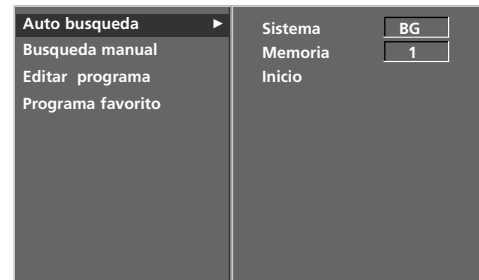 Auto busqueda ►
Busqueda manual
Editar programa
Programa favorito
Sistema BG
Memoria 1
Inicio